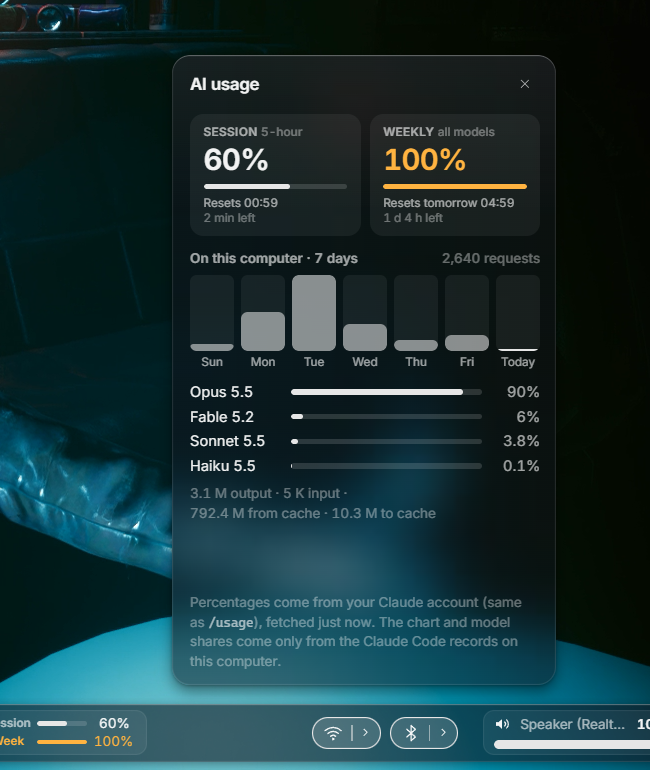 AI usage
SESSION 5-hour
60%
Resets 00:59
2 min left
WEEKLY all models
100%
Resets tomorrow 04:59
1 d 4 h left
On this computer · 7 days
2,640 requests
Sun Mon Tue Wed Thu Fri Today
Opus 5.5 90%
Fable 5.2 6%
Sonnet 5.5 3.8%
Haiku 5.5 0.1%
3.1 M output · 5 K input ·
792.4 M from cache · 10.3 M to cache
Percentages come from your Claude account (same
as /usage), fetched just now. The chart and model
shares come only from the Claude Code records on
this computer.
ssion 60%
Week 100%
Speaker (Realt... 10